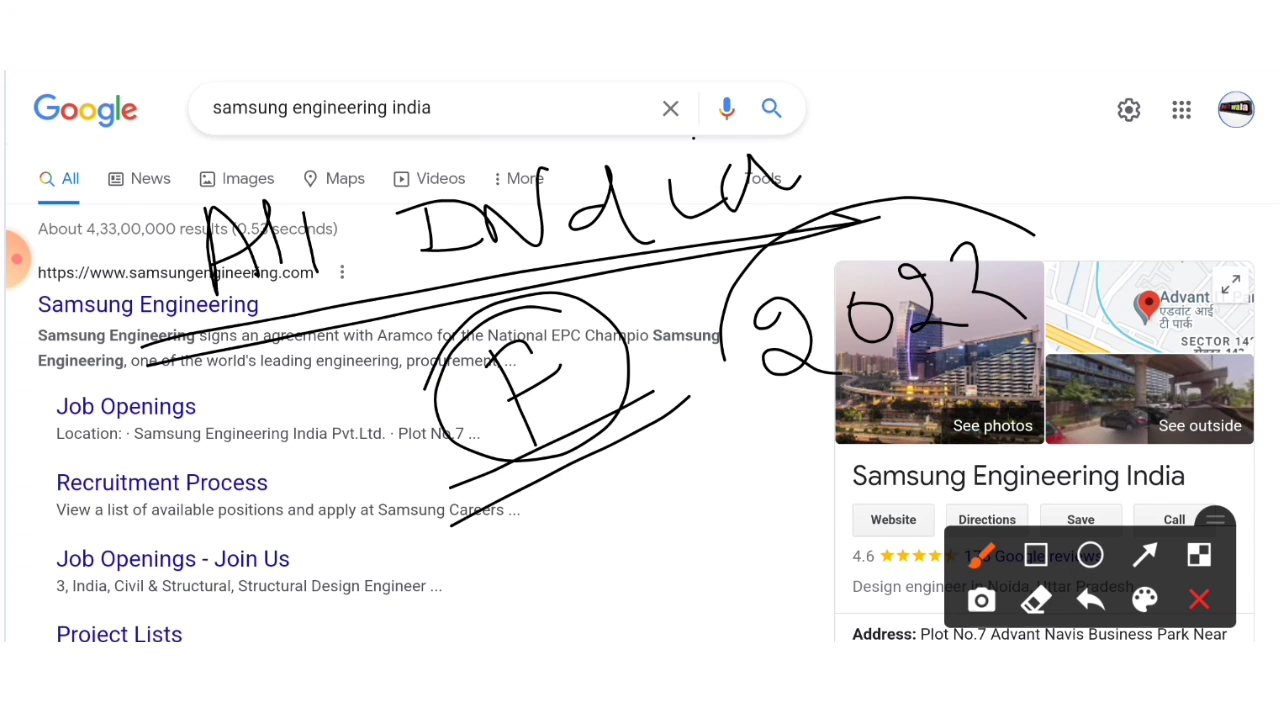 Google
samsung engineering india
All News Images Maps Videos More Tools
About 4,33,00,000 results (0.53 seconds)
All INdia
https://www.samsungengineering.com
Samsung Engineering
Samsung Engineering signs an agreement with Aramco for the National EPC Champio Samsung
Engineering, one of the world's leading engineering, procurement, ...
2022
F
Job Openings
Location: · Samsung Engineering India Pvt.Ltd. · Plot No.7 ...
Recruitment Process
View a list of available positions and apply at Samsung Careers ...
Job Openings - Join Us
3, India, Civil & Structural, Structural Design Engineer ...
Project Lists
Advant
एडवांट आई
टी पार्क
SECTOR
See photos
See outside
Samsung Engineering India
Website Directions Save Call
4.6 Google reviews
Design engineer in Noida, Uttar Pradesh
Address: Plot No.7 Advant Navis Business Park Near